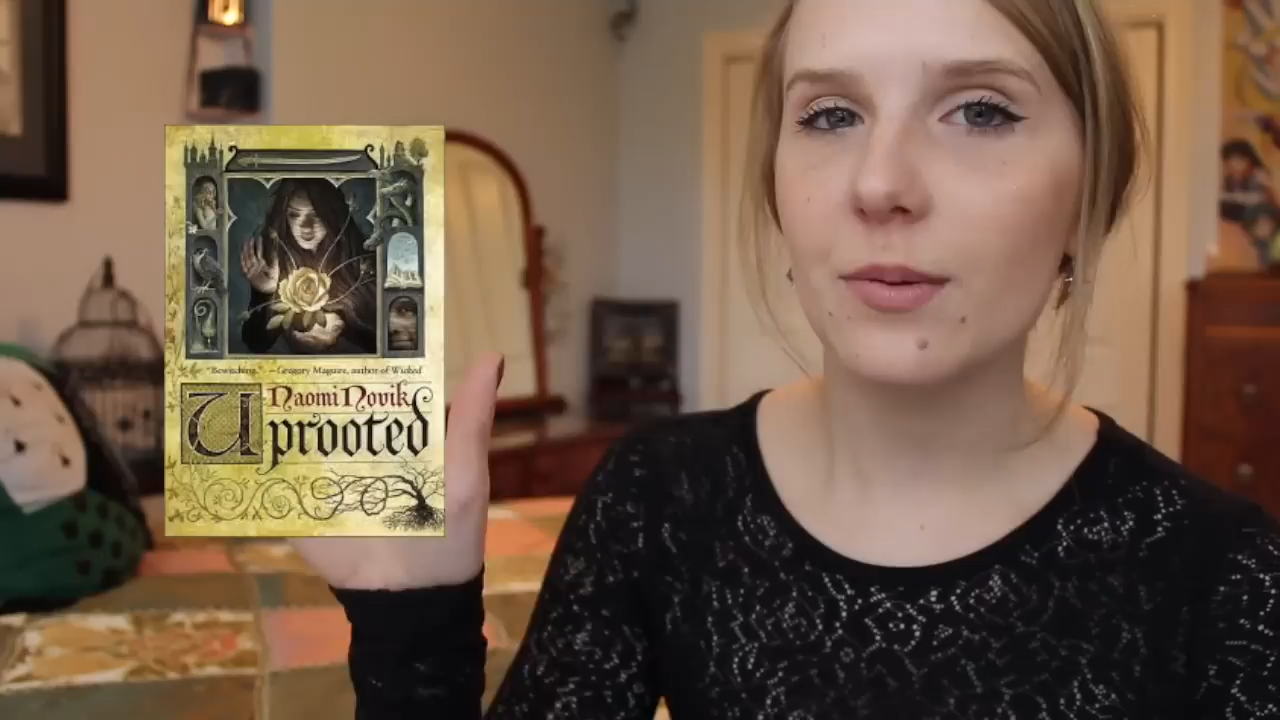 "Bewitching." —Gregory Maguire, author of Wicked
Naomi Novik
Uprooted